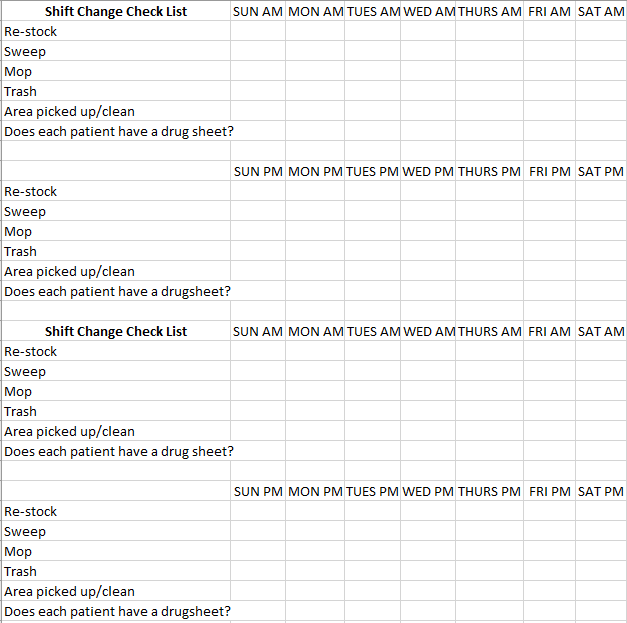 Shift Change Check List SUN AM MON AM TUES AM WED AM THURS AM FRI AM SAT AM
Re-stock
Sweep
Mop
Trash
Area picked up/clean
Does each patient have a drug sheet?
SUN PM MON PM TUES PM WED PM THURS PM FRI PM SAT PM
Re-stock
Sweep
Mop
Trash
Area picked up/clean
Does each patient have a drugsheet?
Shift Change Check List SUN AM MON AM TUES AM WED AM THURS AM FRI AM SAT AM
Re-stock
Sweep
Mop
Trash
Area picked up/clean
Does each patient have a drug sheet?
SUN PM MON PM TUES PM WED PM THURS PM FRI PM SAT PM
Re-stock
Sweep
Mop
Trash
Area picked up/clean
Does each patient have a drugsheet?